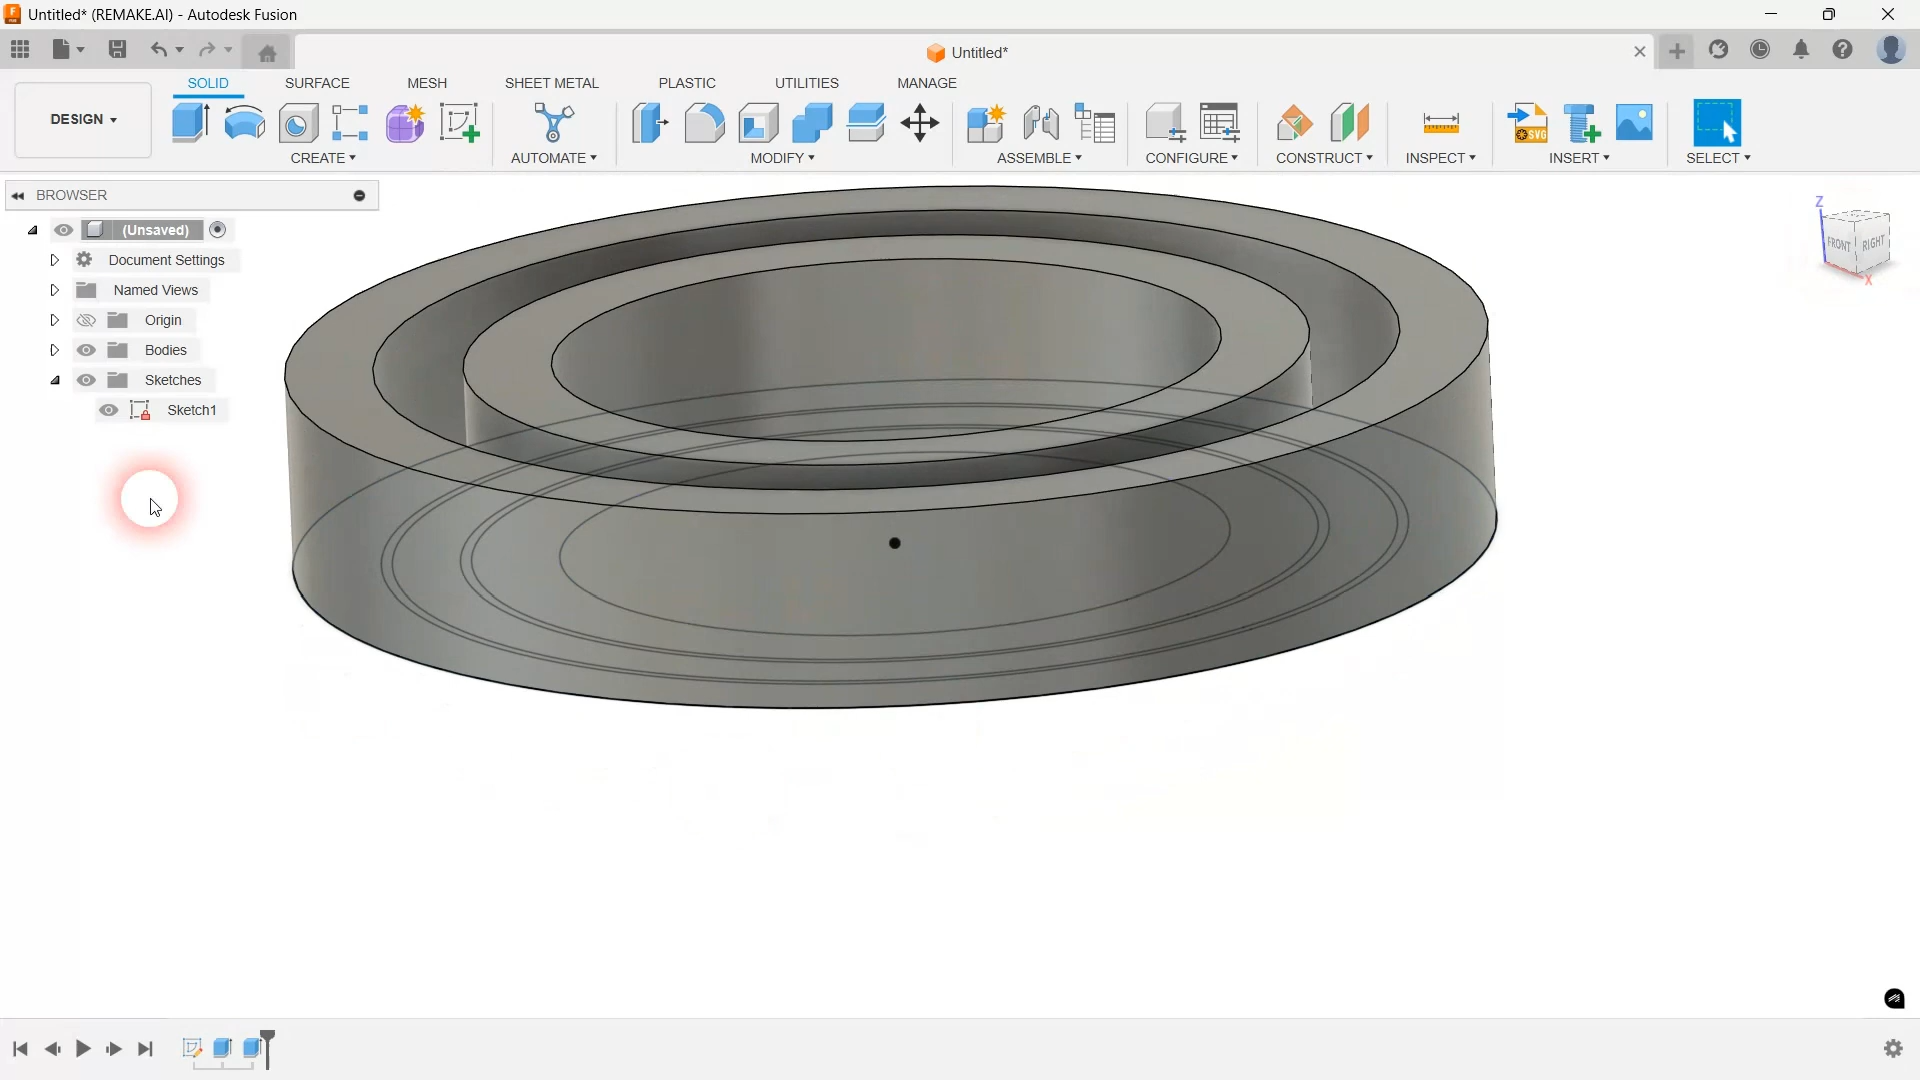 Untitled* (REMAKE.AI) - Autodesk Fusion
Untitled*
SOLID SURFACE MESH SHEET METAL PLASTIC UTILITIES MANAGE
DESIGN
CREATE AUTOMATE MODIFY ASSEMBLE CONFIGURE CONSTRUCT INSPECT INSERT SELECT
SVG
BROWSER
(Unsaved)
Document Settings
Named Views
Origin
Bodies
Sketches
Sketch1
Z
FRONT RIGHT
X